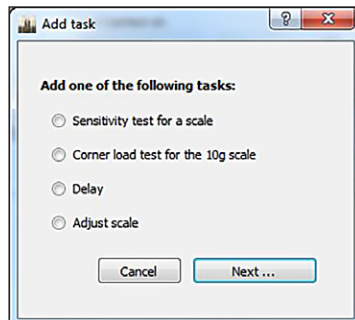 Add task
Add one of the following tasks:
Sensitivity test for a scale
Corner load test for the 10g scale
Delay
Adjust scale
Cancel
Next ...